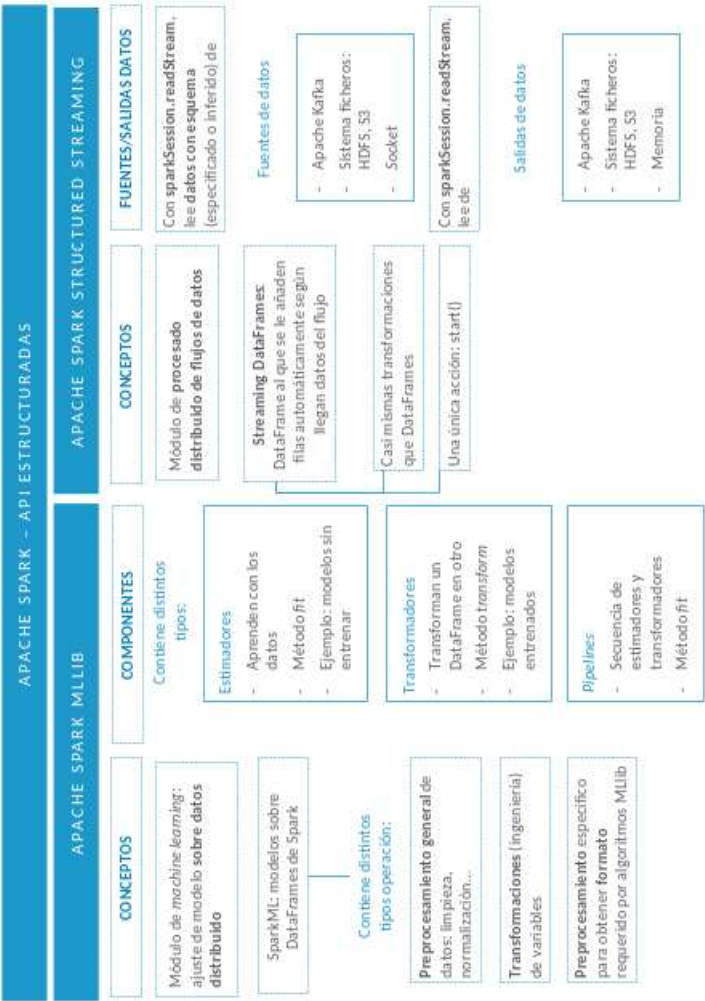 APACHE SPARK – API ESTRUCTURADAS
APACHE SPARK MLLIB
CONCEPTOS
Módulo de machine learning:
ajuste de modelo sobre datos
distribuido
SparkML: modelos sobre
DataFrames de Spark
Contiene distintos
tipos operación:
Preprocesamiento general de
datos: limpieza,
normalización...
Transformaciones (ingeniería)
de variables
Preprocesamiento específico
para obtener formato
requerido por algoritmos MLlib
COMPONENTES
Contiene distintos
tipos:
Estimadores
- Aprenden con los
datos
- Método fit
- Ejemplo: modelos sin
entrenar
Transformadores
- Transforman un
DataFrame en otro
- Método transform
- Ejemplo: modelos
entrenados
Pipelines
- Secuencia de
estimadores y
transformadores
- Método fit
APACHE SPARK STRUCTURED STREAMING
CONCEPTOS
Módulo de procesado
distribuido de flujos de datos
Streaming DataFrames:
DataFrame al que se le añaden
filas automáticamente según
llegan datos del flujo
Casi mismas transformaciones
que DataFrames
Una única acción: start()
FUENTES/SALIDAS DATOS
Con sparkSession.readStream,
lee datos con esquema
(especificado o inferido) de
Fuentes de datos
- Apache Kafka
- Sistema ficheros:
HDFS, S3
- Socket
Con sparkSession.readStream,
lee de
Salidas de datos
- Apache Kafka
- Sistema ficheros:
HDFS, S3
- Memoria